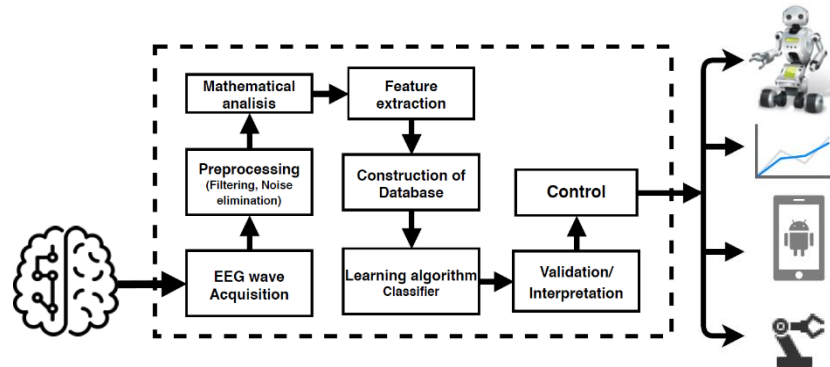 Mathematical
analisis
Feature
extraction
Preprocessing
(Filtering, Noise
elimination)
Construction of
Database
Control
EEG wave
Acquisition
Learning algorithm
Classifier
Validation/
Interpretation